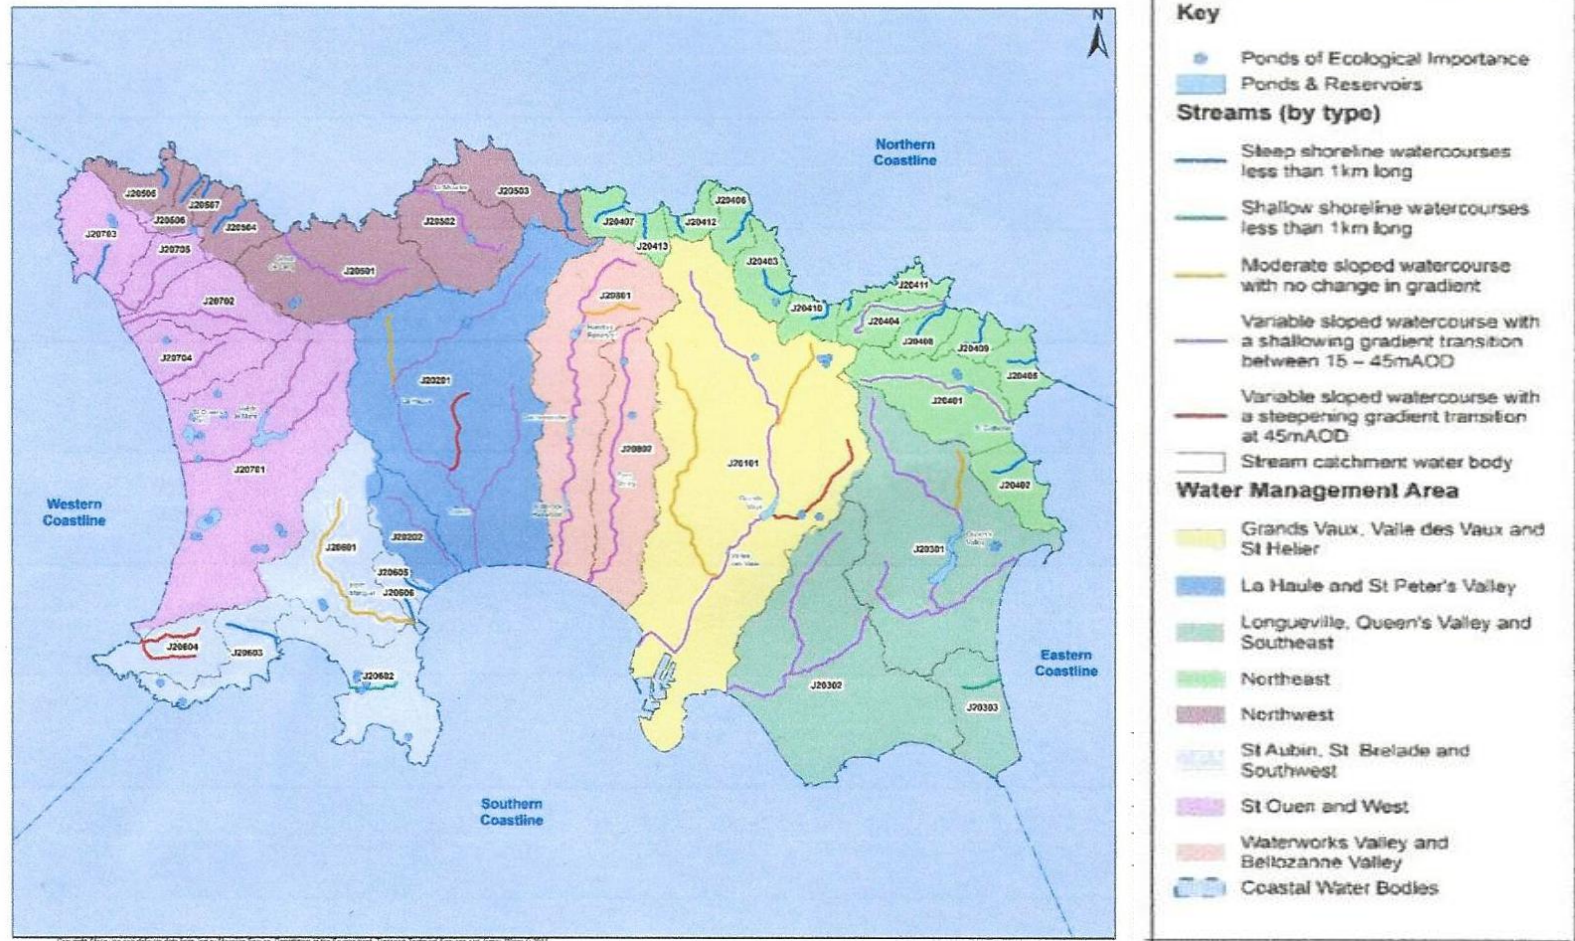 N
Northern
Coastline
J20505
J20507
J20506
J20504
J20703
J20705
J20503
J20502
J20501
J20407
J20413
J20412
J20406
J20403
J20410
J20411
J20404
J20408
J20409
J20405
J20401
J20402
J20702
J20704
J20701
J20201
J20202
J20801
J20802
J20101
J20301
J20302
J20303
J20601
J20605
J20606
J20604
J20603
J20602
Western
Coastline
Southern
Coastline
Eastern
Coastline
Key
Ponds of Ecological Importance
Ponds & Reservoirs
Streams (by type)
Steep shoreline watercourses
less than 1km long
Shallow shoreline watercourses
less than 1km long
Moderate sloped watercourse
with no change in gradient
Variable sloped watercourse with
a shallowing gradient transition
between 15 – 45mAOD
Variable sloped watercourse with
a steepening gradient transition
at 45mAOD
Stream catchment water body
Water Management Area
Grands Vaux, Valle des Vaux and
St Helier
La Haule and St Peter's Valley
Longueville, Queen's Valley and
Southeast
Northeast
Northwest
St Aubin, St Brelade and
Southwest
St Ouen and West
Waterworks Valley and
Bellozanne Valley
Coastal Water Bodies